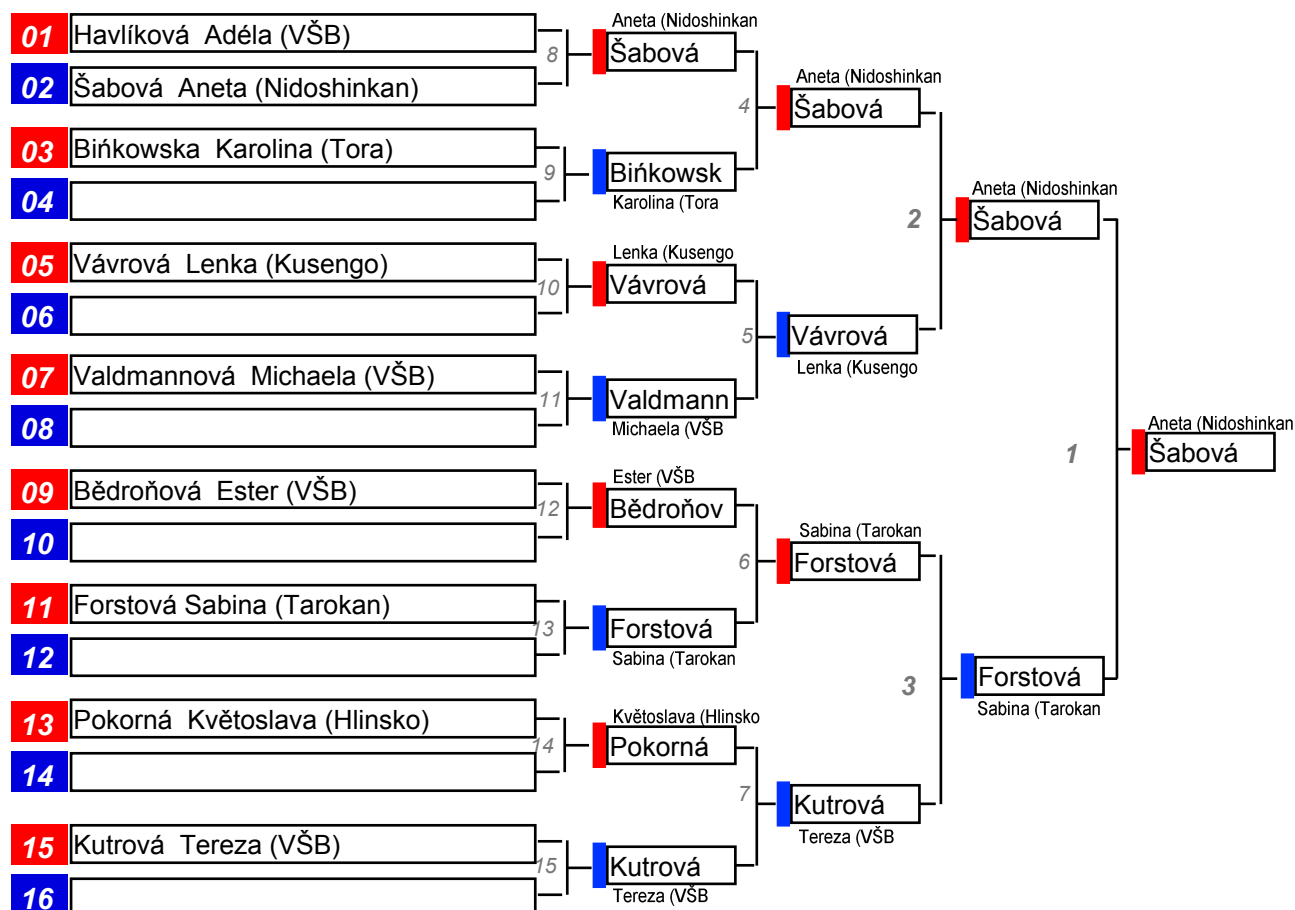 Aneta (Nidoshinkan
01 Havlíková Adéla (VŠB)
8
Šabová
02 Šabová Aneta (Nidoshinkan)
Aneta (Nidoshinkan
4
Šabová
03 Bińkowska Karolina (Tora)
9
Bińkowsk
Karolina (Tora
04
Aneta (Nidoshinkan
2
Šabová
05 Vávrová Lenka (Kusengo)
Lenka (Kusengo
10
Vávrová
06
5
Vávrová
Lenka (Kusengo
07 Valdmannová Michaela (VŠB)
11
Valdmann
Michaela (VŠB
08
Aneta (Nidoshinkan
1
Šabová
09 Bědroňová Ester (VŠB)
Ester (VŠB
12
Bědroňov
10
Sabina (Tarokan
6
Forstová
11 Forstová Sabina (Tarokan)
13
Forstová
Sabina (Tarokan
12
3
Forstová
Sabina (Tarokan
13 Pokorná Květoslava (Hlinsko)
Květoslava (Hlinsko
14
Pokorná
14
7
Kutrová
Tereza (VŠB
15 Kutrová Tereza (VŠB)
15
Kutrová
Tereza (VŠB
16